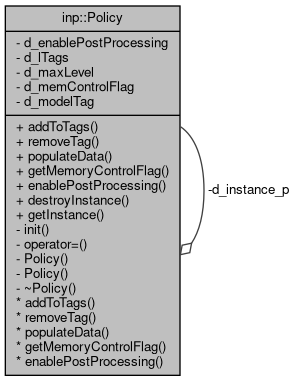 inp::Policy
- d_enablePostProcessing
- d_lTags
- d_maxLevel
- d_memControlFlag
- d_modelTag
+ addToTags()
+ removeTag()
+ populateData()
+ getMemoryControlFlag()
+ enablePostProcessing()
+ destroyInstance()
+ getInstance()
- init()
- operator=()
- Policy()
- Policy()
- ~Policy()
* addToTags()
* removeTag()
* populateData()
* getMemoryControlFlag()
* enablePostProcessing()
-d_instance_p